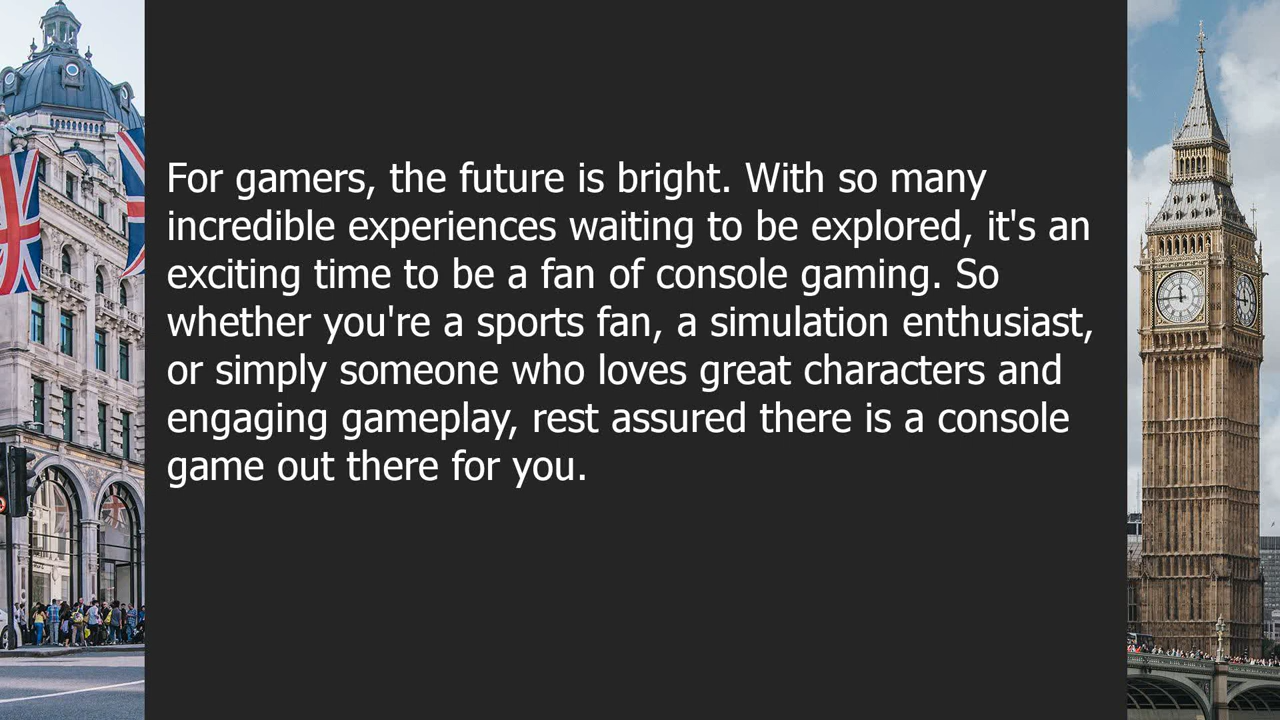 For gamers, the future is bright. With so many
incredible experiences waiting to be explored, it's an
exciting time to be a fan of console gaming. So
whether you're a sports fan, a simulation enthusiast,
or simply someone who loves great characters and
engaging gameplay, rest assured there is a console
game out there for you.